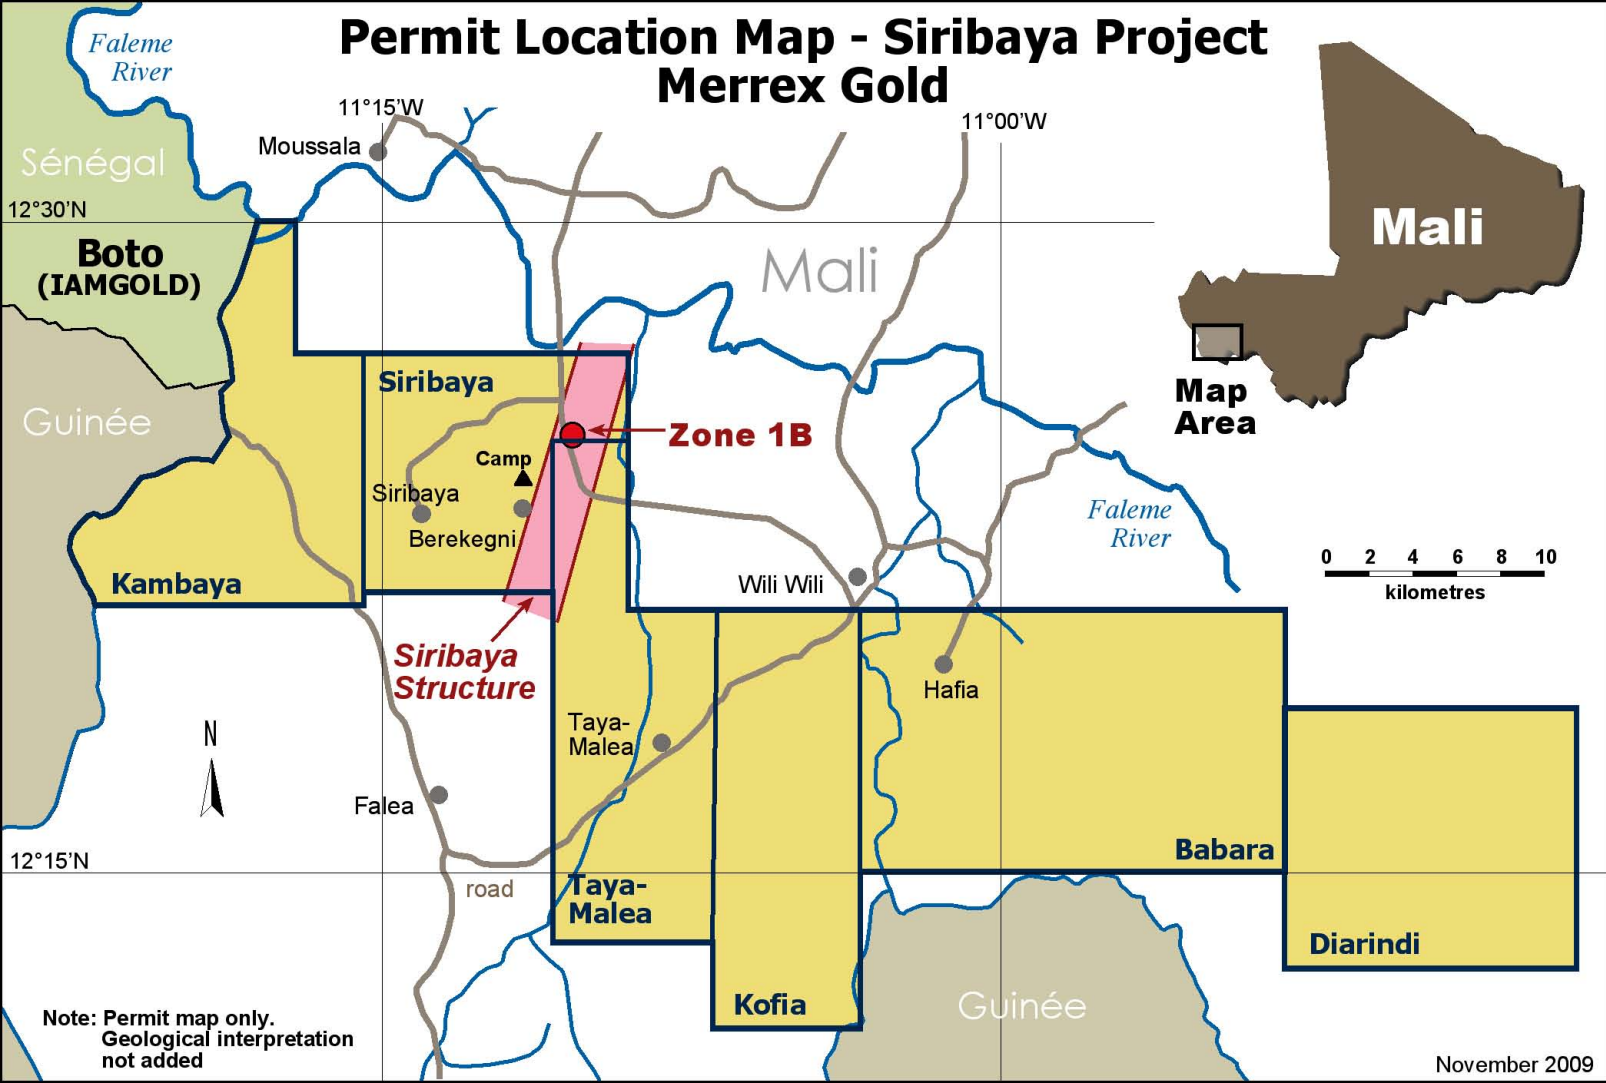 Permit Location Map - Siribaya Project
Merrex Gold
Faleme
River
11°15'W
11°00'W
Moussala
Sénégal
12°30'N
Boto
(IAMGOLD)
Mali
Mali
Map
Area
Guinée
Siribaya
Zone 1B
Camp
Siribaya
Berekegni
Faleme
River
0 2 4 6 8 10
kilometres
Kambaya
Wili Wili
Siribaya
Structure
Hafia
N
Taya-
Malea
Falea
12°15'N
Babara
road
Taya-
Malea
Diarindi
Kofia
Guinée
Note: Permit map only.
Geological interpretation
not added
November 2009